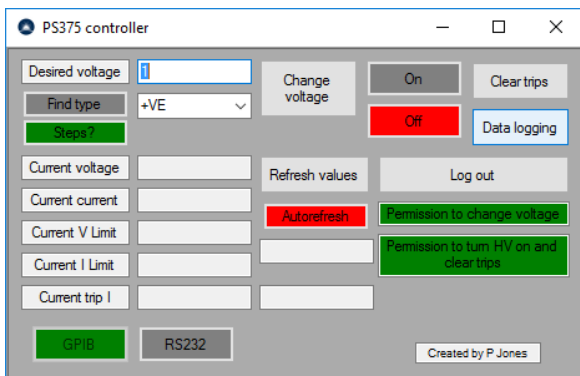 PS375 controller
Desired voltage
1
Change
voltage
On
Clear trips
Find type
+VE
Off
Data logging
Steps?
Current voltage
Refresh values
Log out
Current current
Autorefresh
Permission to change voltage
Current V Limit
Permission to turn HV on and
clear trips
Current I Limit
Current trip I
GPIB
RS232
Created by P Jones